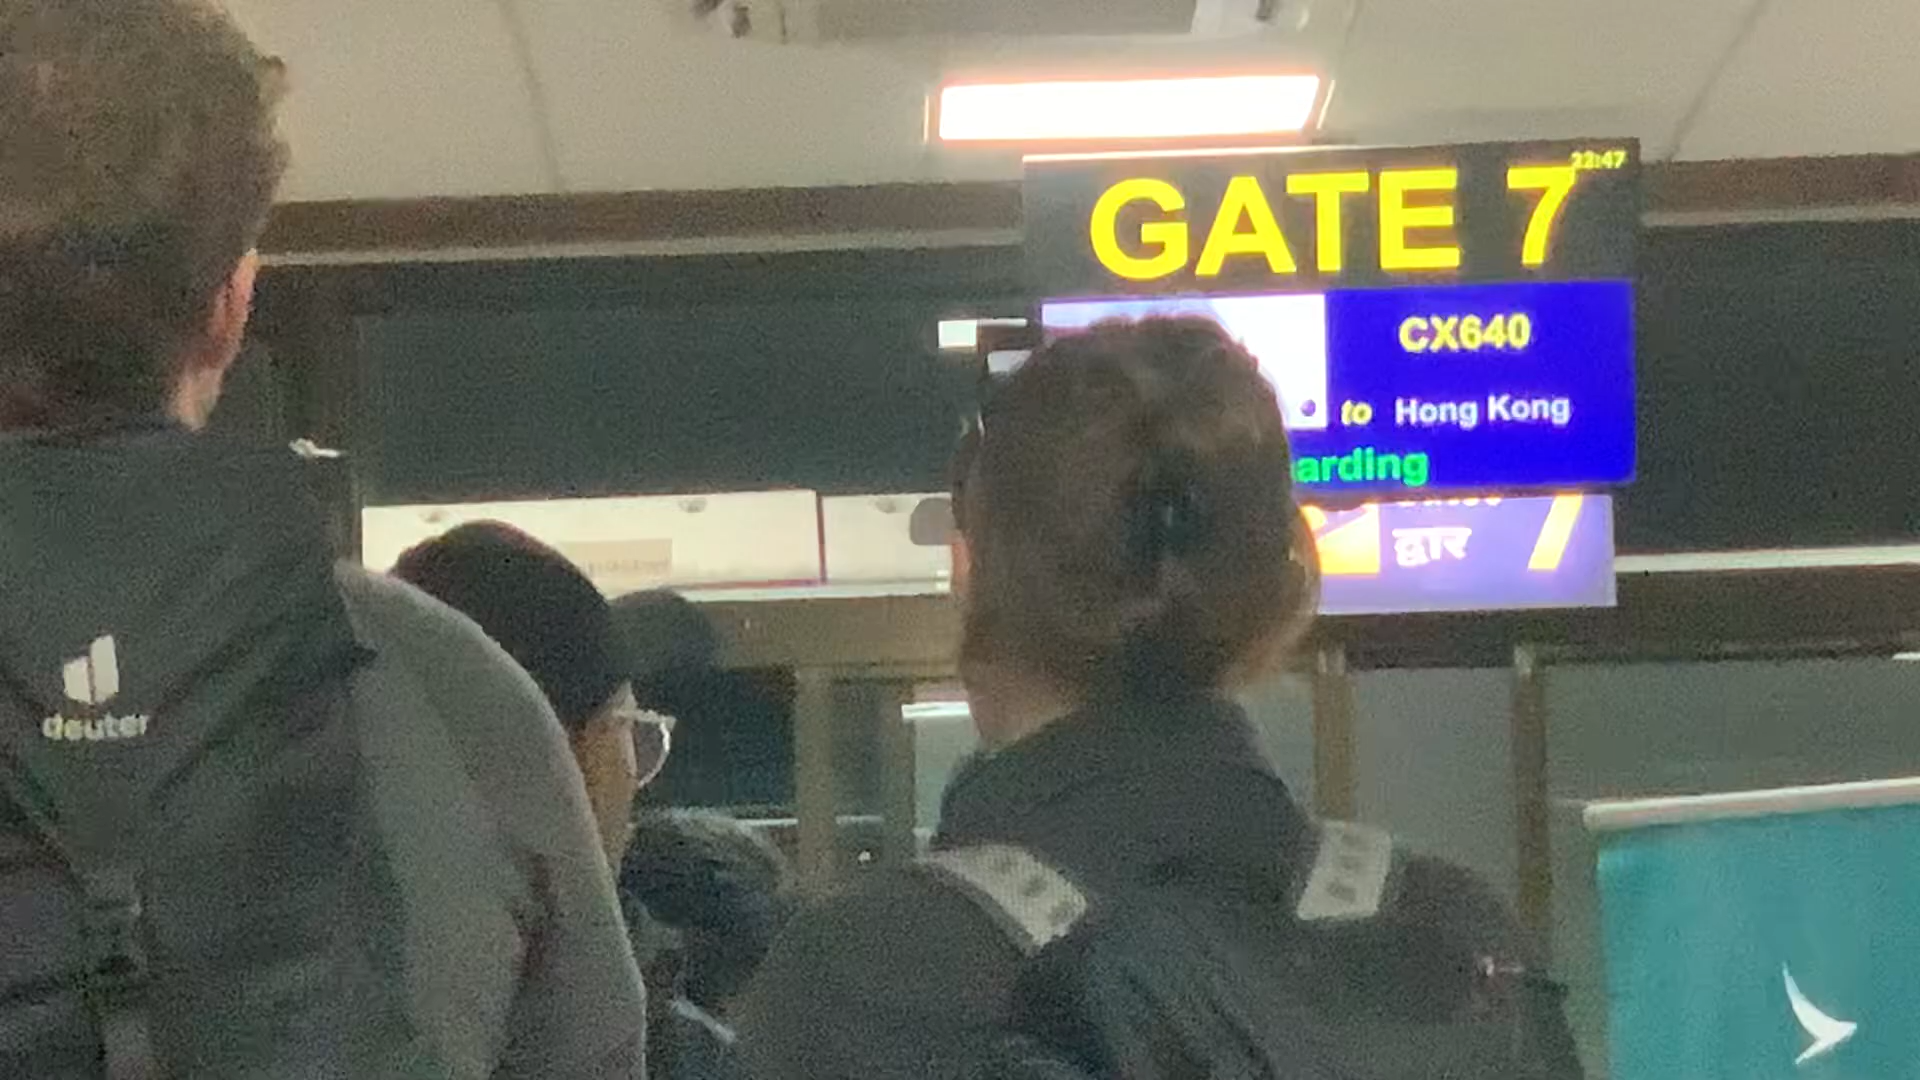 22:47
GATE 7
CX640
to Hong Kong
arding
द्वार 7
deuter